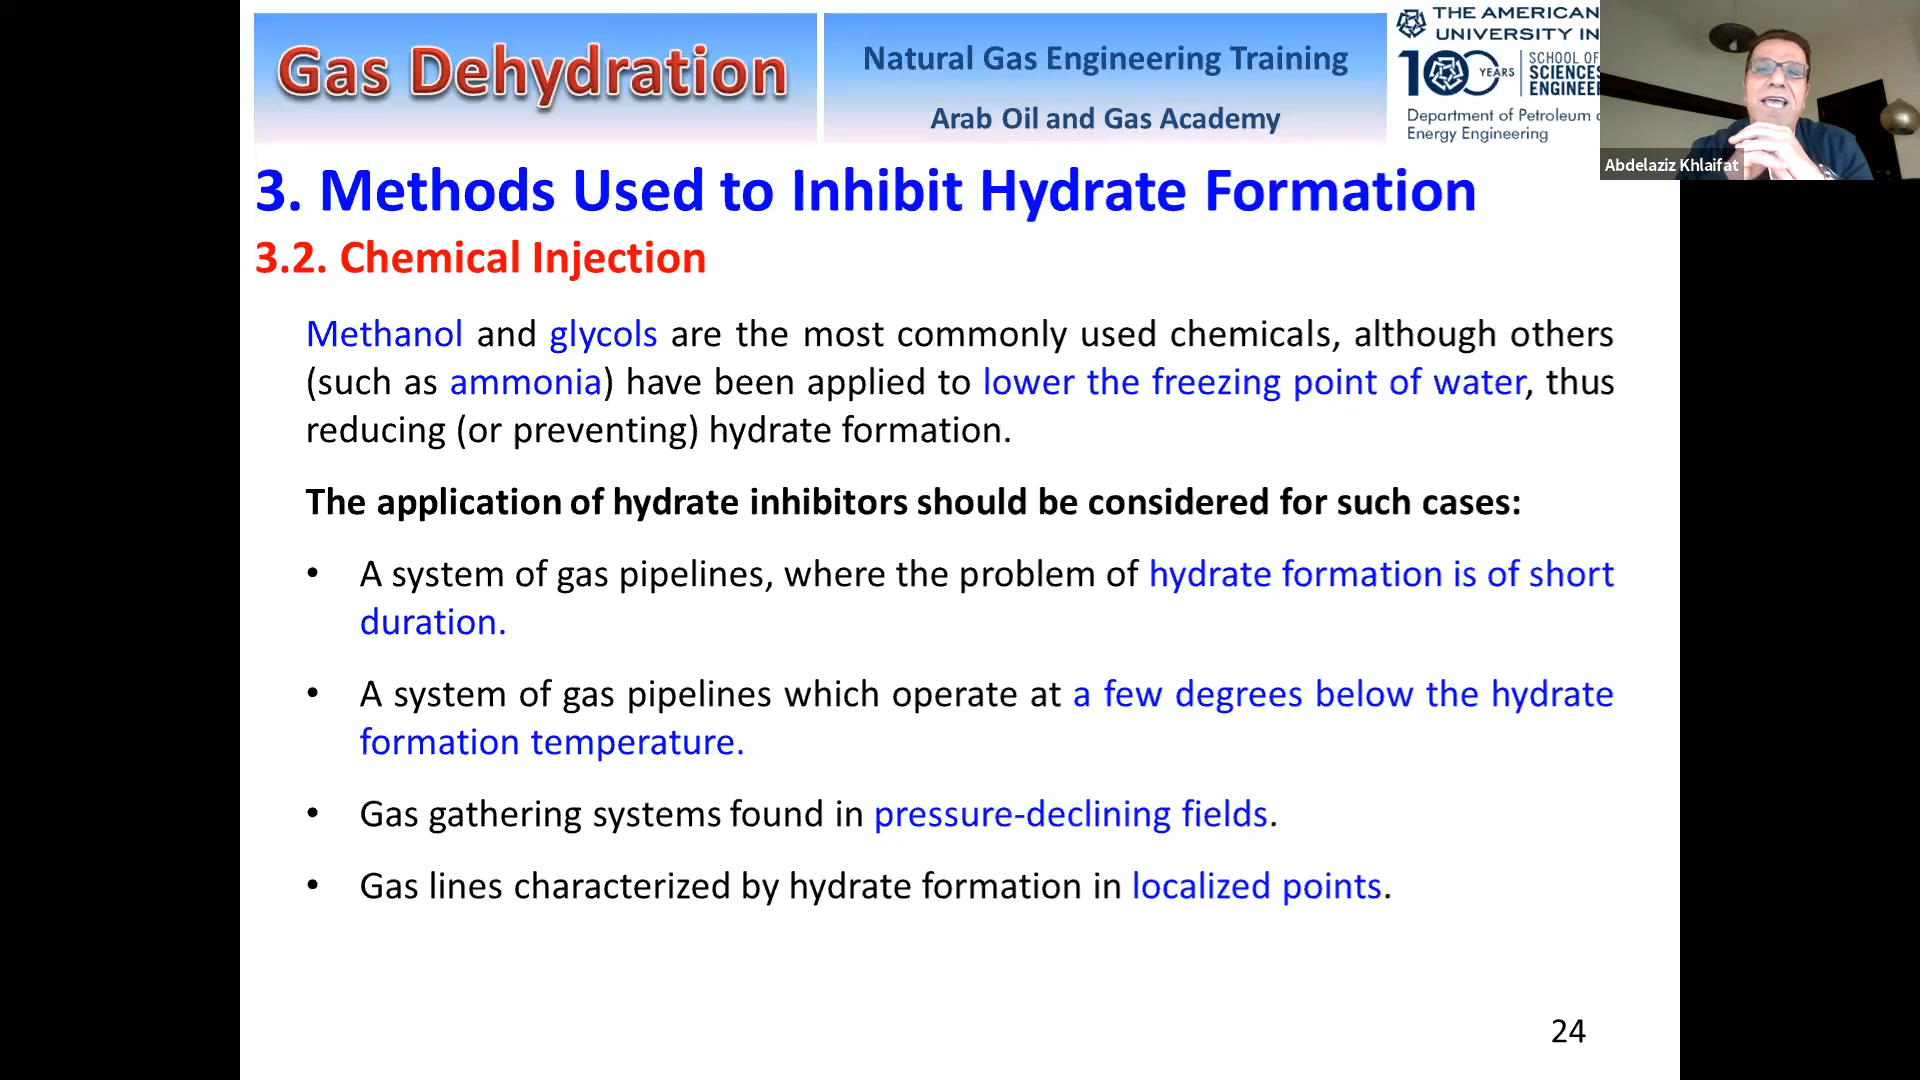 Gas Dehydration
Natural Gas Engineering Training
Arab Oil and Gas Academy
THE AMERICAN
UNIVERSITY IN
100 YEARS
SCHOOL OF
SCIENCES
ENGINEE
Department of Petroleum
Energy Engineering
Abdelaziz Khlaifat
3. Methods Used to Inhibit Hydrate Formation
3.2. Chemical Injection
Methanol and glycols are the most commonly used chemicals, although others
(such as ammonia) have been applied to lower the freezing point of water, thus
reducing (or preventing) hydrate formation.
The application of hydrate inhibitors should be considered for such cases:
• A system of gas pipelines, where the problem of hydrate formation is of short
duration.
• A system of gas pipelines which operate at a few degrees below the hydrate
formation temperature.
• Gas gathering systems found in pressure-declining fields.
• Gas lines characterized by hydrate formation in localized points.
24